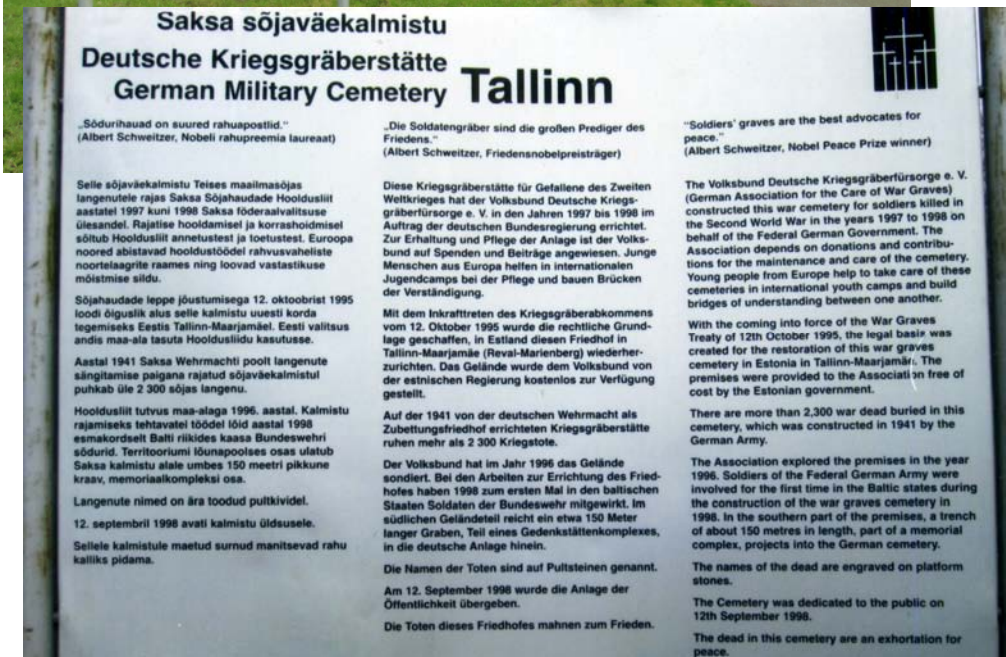 Saksa sõjaväekalmistu
Deutsche Kriegsgräberstätte
German Military Cemetery Tallinn
„Sõdurihauad on suured rahuapostlid.“
(Albert Schweitzer, Nobeli rahupreemia laureaat)
Selle sõjaväekalmistu Teises maailmasõjas
langenutele rajas Saksa Sõjahaudade Hooldusliit
aastatel 1997 kuni 1998 Saksa föderaalvalitsuse
ülesandel. Rajatise hooldamisel ja korrashoidmisel
sõltub Hooldusliit annetustest ja toetustest. Euroopa
noored abistavad hooldustöödel rahvusvaheliste
noortelaagrite raames ning loovad vastastikuse
mõistmise sildu.
Sõjahaudade leppe jõustumisega 12. oktoobrist 1995
loodi õiguslik alus selle kalmistu uuesti korda
tegemiseks Eestis Tallinn-Maarjamäel. Eesti valitsus
andis maa-ala tasuta Hooldusliidu kasutusse.
Aastal 1941 Saksa Wehrmachti poolt langenute
sängitamise paigana rajatud sõjaväekalmistul
puhkab üle 2 300 sõjas langenu.
Hooldusliit tutvus maa-alaga 1996. aastal. Kalmistu
rajamiseks tehtavatel töödel lõid aastal 1998
esmakordselt Balti riikides kaasa Bundeswehri
sõdurid. Territooriumi lõunapoolses osas ulatub
Saksa kalmistu alale umbes 150 meetri pikkune
kraav, memoriaalkompleksi osa.
Langenute nimed on ära toodud pultkividel.
12. septembril 1998 avati kalmistu üldsusele.
Sellele kalmistule maetud surnud manitsevad rahu
kalliks pidama.
„Die Soldatengräber sind die großen Prediger des
Friedens.“
(Albert Schweitzer, Friedensnobelpreisträger)
Diese Kriegsgräberstätte für Gefallene des Zweiten
Weltkrieges hat der Volksbund Deutsche Kriegs-
gräberfürsorge e. V. in den Jahren 1997 bis 1998 im
Auftrag der deutschen Bundesregierung errichtet.
Zur Erhaltung und Pflege der Anlage ist der Volks-
bund auf Spenden und Beiträge angewiesen. Junge
Menschen aus Europa helfen in internationalen
Jugendcamps bei der Pflege und bauen Brücken
der Verständigung.
Mit dem Inkrafttreten des Kriegsgräberabkommens
vom 12. Oktober 1995 wurde die rechtliche Grund-
lage geschaffen, in Estland diesen Friedhof in
Tallinn-Maarjamäe (Reval-Marienberg) wiederher-
zurichten. Das Gelände wurde dem Volksbund von
der estnischen Regierung kostenlos zur Verfügung
gestellt.
Auf der 1941 von der deutschen Wehrmacht als
Zubettungsfriedhof errichteten Kriegsgräberstätte
ruhen mehr als 2 300 Kriegstote.
Der Volksbund hat im Jahr 1996 das Gelände
sondiert. Bei den Arbeiten zur Errichtung des Fried-
hofes haben 1998 zum ersten Mal in den baltischen
Staaten Soldaten der Bundeswehr mitgewirkt. Im
südlichen Geländeteil reicht ein etwa 150 Meter
langer Graben, Teil eines Gedenkstättenkomplexes,
in die deutsche Anlage hinein.
Die Namen der Toten sind auf Pultsteinen genannt.
Am 12. September 1998 wurde die Anlage der
Öffentlichkeit übergeben.
Die Toten dieses Friedhofes mahnen zum Frieden.
"Soldiers' graves are the best advocates for
peace."
(Albert Schweitzer, Nobel Peace Prize winner)
The Volksbund Deutsche Kriegsgräberfürsorge e. V.
(German Association for the Care of War Graves)
constructed this war cemetery for soldiers killed in
the Second World War in the years 1997 to 1998 on
behalf of the Federal German Government. The
Association depends on donations and contribu-
tions for the maintenance and care of the cemetery.
Young people from Europe help to take care of these
cemeteries in international youth camps and build
bridges of understanding between one another.
With the coming into force of the War Graves
Treaty of 12th October 1995, the legal basis was
created for the restoration of this war graves
cemetery in Estonia in Tallinn-Maarjamäe. The
premises were provided to the Association free of
cost by the Estonian government.
There are more than 2,300 war dead buried in this
cemetery, which was constructed in 1941 by the
German Army.
The Association explored the premises in the year
1996. Soldiers of the Federal German Army were
involved for the first time in the Baltic states during
the construction of the war graves cemetery in
1998. In the southern part of the premises, a trench
of about 150 metres in length, part of a memorial
complex, projects into the German cemetery.
The names of the dead are engraved on platform
stones.
The Cemetery was dedicated to the public on
12th September 1998.
The dead in this cemetery are an exhortation for
peace.